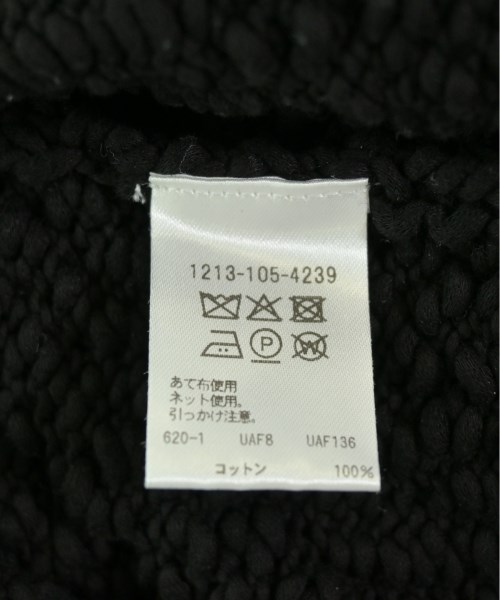 1213-105-4239
P W
あて布使用
ネット使用。
引っかけ注意。
620-1 UAF8 UAF136
コットン 100%